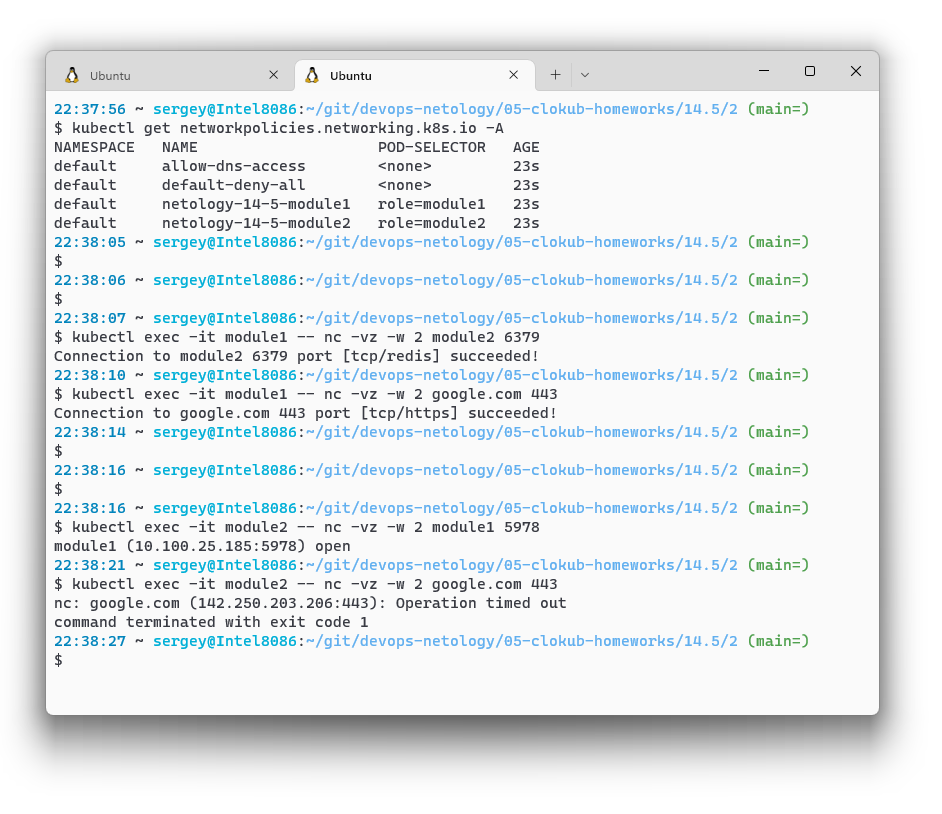 Ubuntu
Ubuntu
22:37:56 ~ sergey@Intel8086:~/git/devops-netology/05-clokub-homeworks/14.5/2 (main=)
$ kubectl get networkpolicies.networking.k8s.io -A
NAMESPACE   NAME                    POD-SELECTOR   AGE
default     allow-dns-access        <none>         23s
default     default-deny-all        <none>         23s
default     netology-14-5-module1   role=module1   23s
default     netology-14-5-module2   role=module2   23s
22:38:05 ~ sergey@Intel8086:~/git/devops-netology/05-clokub-homeworks/14.5/2 (main=)
$
22:38:06 ~ sergey@Intel8086:~/git/devops-netology/05-clokub-homeworks/14.5/2 (main=)
$
22:38:07 ~ sergey@Intel8086:~/git/devops-netology/05-clokub-homeworks/14.5/2 (main=)
$ kubectl exec -it module1 -- nc -vz -w 2 module2 6379
Connection to module2 6379 port [tcp/redis] succeeded!
22:38:10 ~ sergey@Intel8086:~/git/devops-netology/05-clokub-homeworks/14.5/2 (main=)
$ kubectl exec -it module1 -- nc -vz -w 2 google.com 443
Connection to google.com 443 port [tcp/https] succeeded!
22:38:14 ~ sergey@Intel8086:~/git/devops-netology/05-clokub-homeworks/14.5/2 (main=)
$
22:38:16 ~ sergey@Intel8086:~/git/devops-netology/05-clokub-homeworks/14.5/2 (main=)
$
22:38:16 ~ sergey@Intel8086:~/git/devops-netology/05-clokub-homeworks/14.5/2 (main=)
$ kubectl exec -it module2 -- nc -vz -w 2 module1 5978
module1 (10.100.25.185:5978) open
22:38:21 ~ sergey@Intel8086:~/git/devops-netology/05-clokub-homeworks/14.5/2 (main=)
$ kubectl exec -it module2 -- nc -vz -w 2 google.com 443
nc: google.com (142.250.203.206:443): Operation timed out
command terminated with exit code 1
22:38:27 ~ sergey@Intel8086:~/git/devops-netology/05-clokub-homeworks/14.5/2 (main=)
$